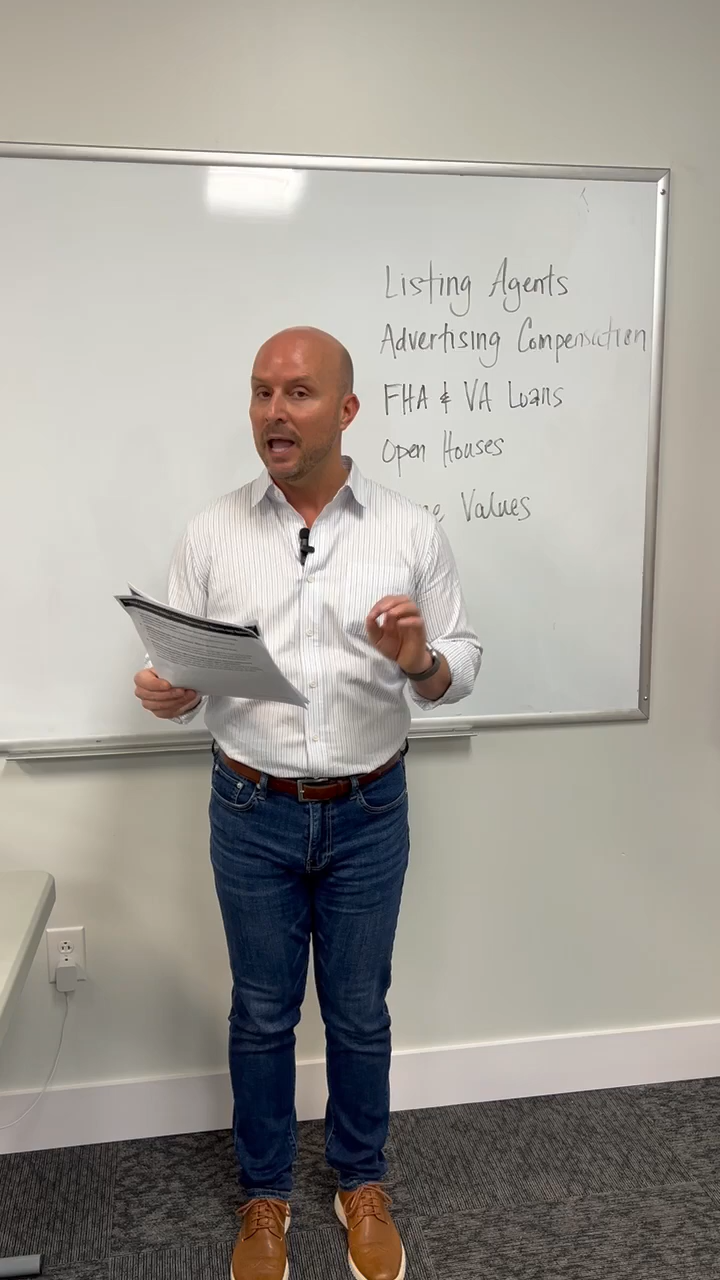 Listing Agents
Advertising Compensation
FHA & VA Loans
Open Houses
Values